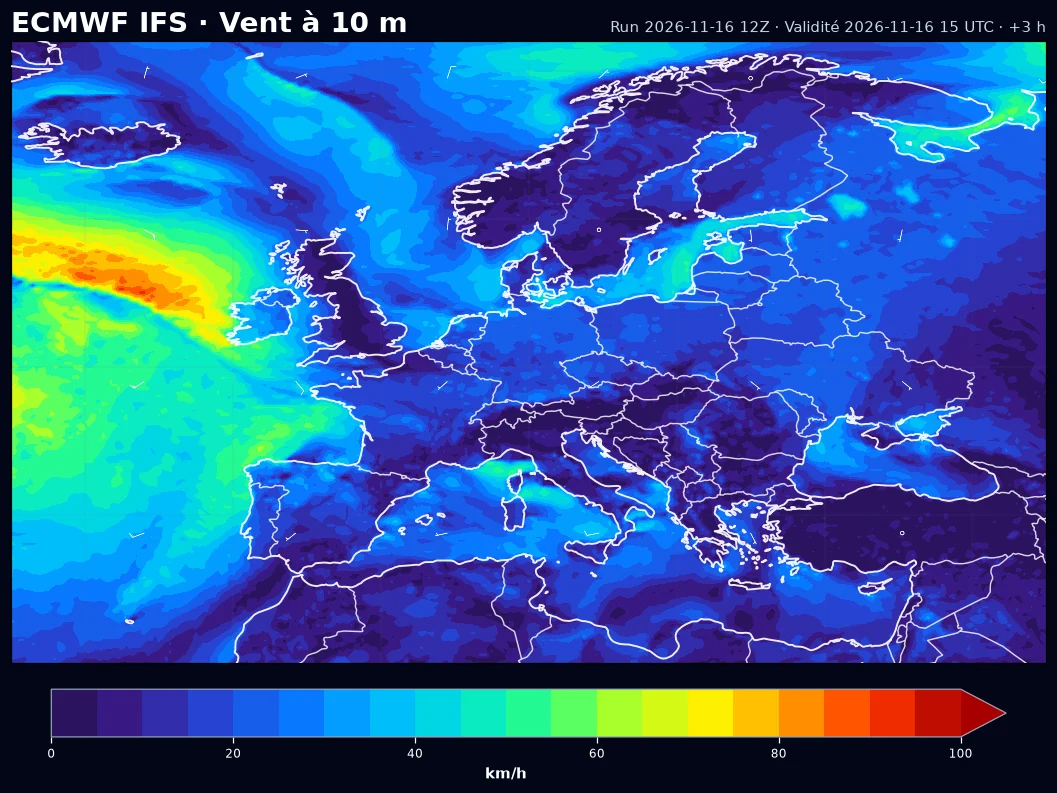 ECMWF IFS · Vent à 10 m
Run 2026-11-16 12Z · Validité 2026-11-16 15 UTC · +3 h
0 20 40 60 80 100
km/h